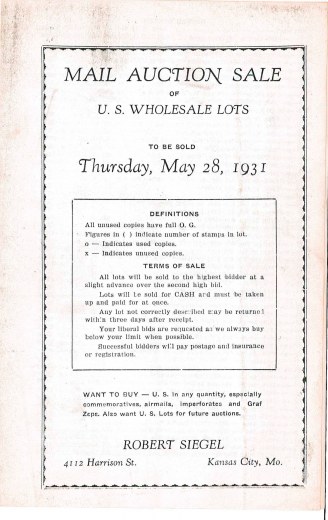 MAIL AUCTION SALE
OF
U. S. WHOLESALE LOTS
TO BE SOLD
Thursday, May 28, 1931
DEFINITIONS
All unused copies have full O. G.
Figures in ( ) indicate number of stamps in lot.
o — Indicates used copies.
x — Indicates unused copies.
TERMS OF SALE
All lots will be sold to the highest bidder at a
slight advance over the second high bid.
Lots will be sold for CASH and must be taken
up and paid for at once.
Any lot not correctly described may be returned
within three days after receipt.
Your liberal bids are requested as we always buy
below your limit when possible.
Successful bidders will pay postage and insurance
or registration.
WANT TO BUY — U. S. in any quantity, especially
commemoratives, airmails, imperforates and Graf
Zeps. Also want U. S. Lots for future auctions.
ROBERT SIEGEL
4112 Harrison St. Kansas City, Mo.